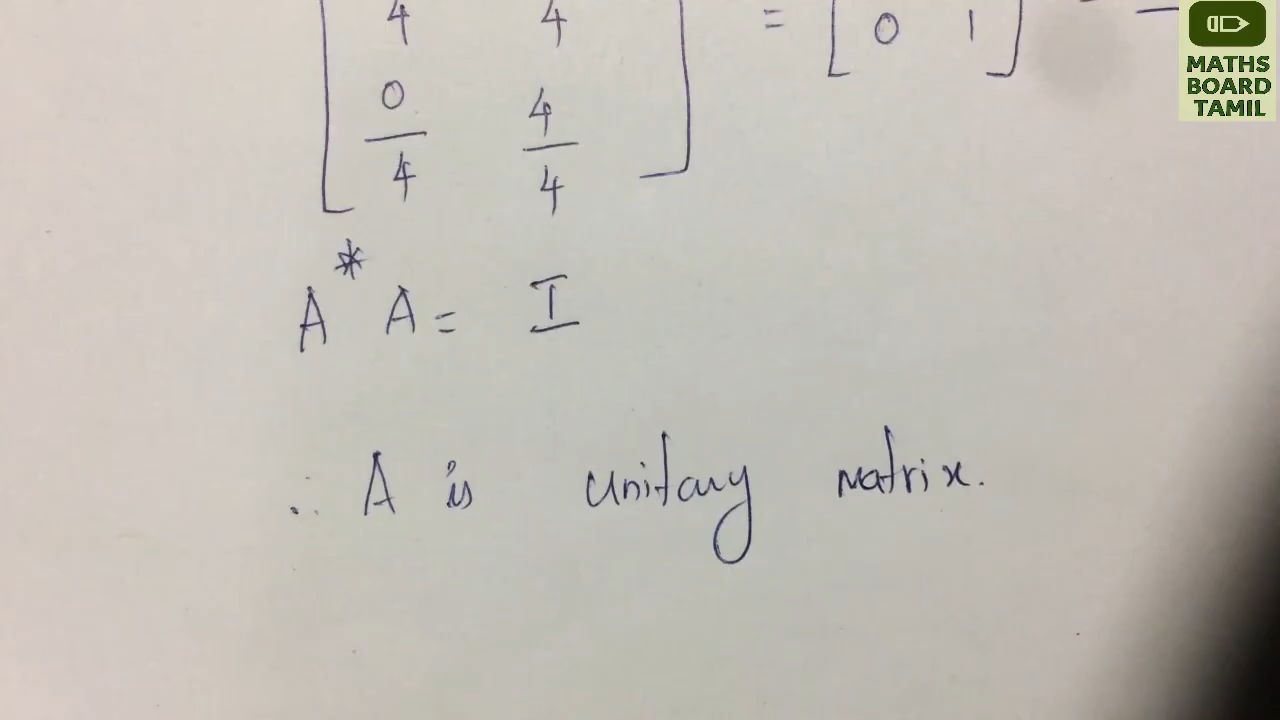 4 4 = 0 1
0 4
4 4
A* A = I
∴ A is unitary matrix.
MATHS
BOARD
TAMIL